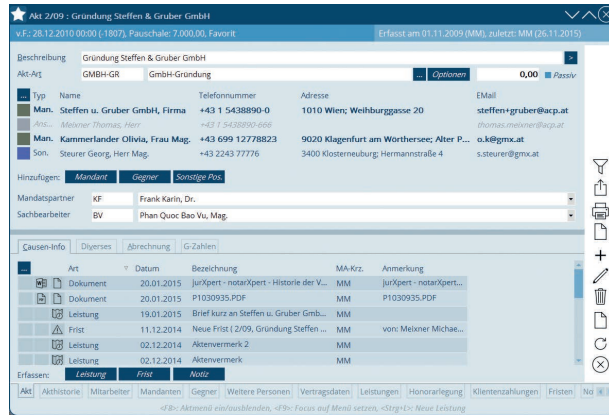 Akt 2/09 : Gründung Steffen & Gruber GmbH
v.F.: 28.12.2010 00:00 (-1807), Pauschale: 7.000,00, Favorit Erfasst am 01.11.2009 (MM), zuletzt: MM (26.11.2015)
Beschreibung Gründung Steffen & Gruber GmbH >
Akt-Art GMBH-GR GmbH-Gründung ... Optionen 0,00 Passiv
... Typ Name Telefonnummer Adresse EMail
Man. Steffen u. Gruber GmbH, Firma +43 1 5438890-0 1010 Wien; Weihburggasse 20 steffen+gruber@acp.at
Ans... Meixner Thomas, Herr +43 1 5438890-666 thomas.meixner@acp.at
Man. Kammerlander Olivia, Frau Mag. +43 699 12778823 9020 Klagenfurt am Wörthersee; Alter P... o.k@gmx.at
Son. Steurer Georg, Herr Mag. +43 2243 77776 3400 Klosterneuburg; Hermannstraße 4 s.steurer@gmx.at
Hinzufügen: Mandant Gegner Sonstige Pos.
Mandatspartner KF Frank Karin, Dr.
Sachbearbeiter BV Phan Quoc Bao Vu, Mag.
Causen-Info Diverses Abrechnung G-Zahlen
... Art Datum Bezeichnung MA-Krz. Anmerkung
Dokument 20.01.2015 JurXpert - notarXpert - Historie der V... MM JurXpert - notarXpert...
Dokument 20.01.2015 P1030935.PDF MM P1030935.PDF
Leistung 19.01.2015 Brief kurz an Steffen u. Gruber Gmb... MM
Frist 11.12.2014 Neue Frist ( 2/09, Gründung Steffen ... MM von: Meixner Michae...
Leistung 02.12.2014 Aktenvermerk 2 MM
Leistung 02.12.2014 Aktenvermerk MM
Erfassen: Leistung Frist Notiz
Akt Akthistorie Mitarbeiter Mandanten Gegner Weitere Personen Vertragsdaten Leistungen Honorarlegung Klientenzahlungen Fristen No
<F8>: Aktmenü ein/ausblenden, <F9>: Focus auf Menü setzen, <Strg+L>: Neue Leistung